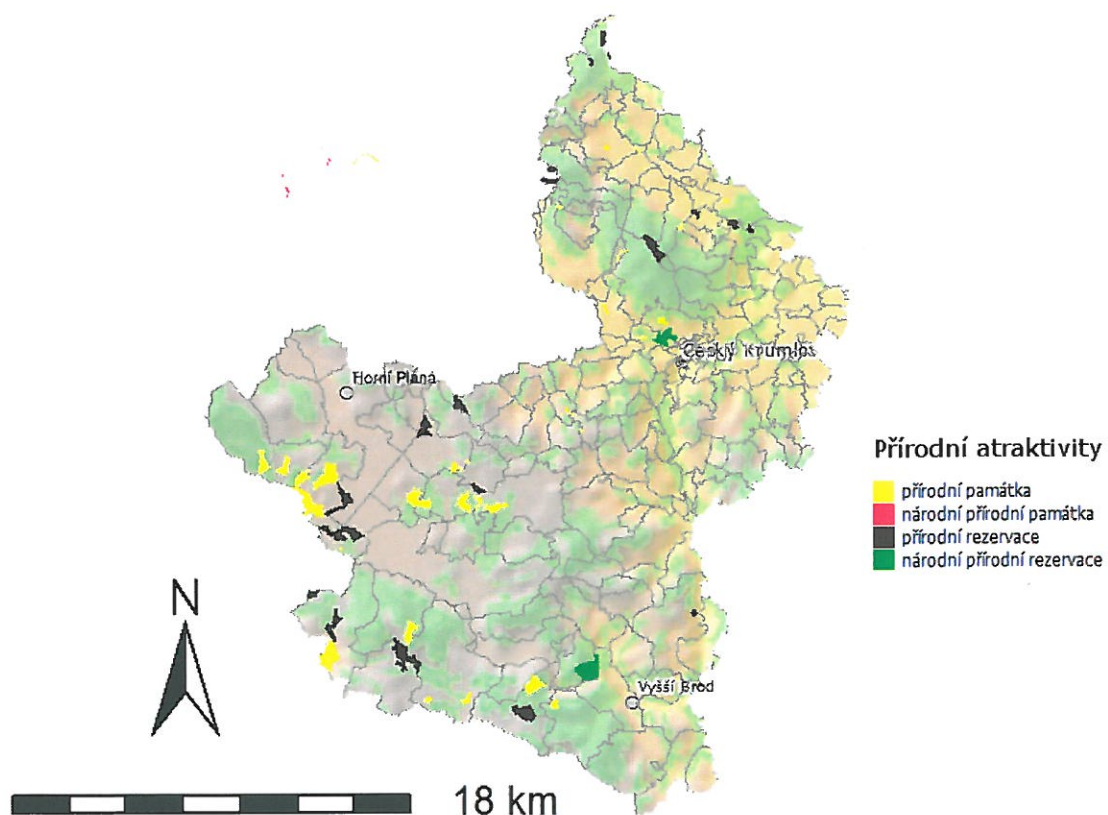 Český Krumlov
Horní Planá
Přírodní atraktivity
přírodní památka
národní přírodní památka
přírodní rezervace
národní přírodní rezervace
N
Vyšší Brod
18 km